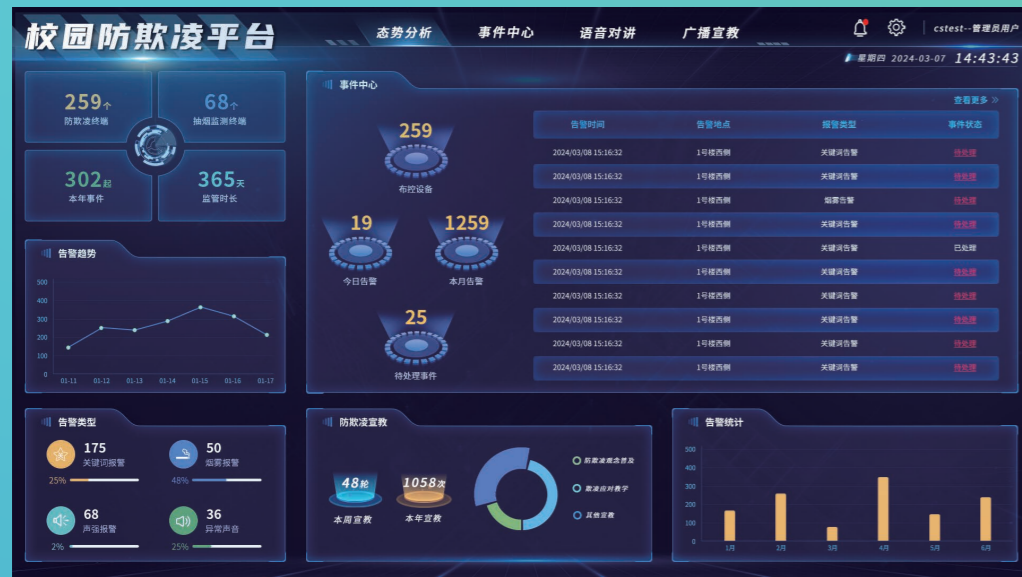 校园防欺凌平台
态势分析 事件中心 语音对讲 广播宣教
cstest--管理员用户
星期四 2024-03-07 14:43:43
259个
防欺凌终端
68个
抽烟监测终端
302起
本年事件
365天
监管时长
告警趋势
500
400
300
200
100
0
01-11 01-12 01-13 01-14 01-15 01-16 01-17
事件中心
查看更多
259
布控设备
19
今日告警
1259
本月告警
25
待处理事件
告警时间 告警地点 报警类型 事件状态
2024/03/08 15:16:32 1号楼西侧 关键词告警 待处理
2024/03/08 15:16:32 1号楼西侧 关键词告警 待处理
2024/03/08 15:16:32 1号楼西侧 烟雾告警 待处理
2024/03/08 15:16:32 1号楼西侧 关键词告警 待处理
2024/03/08 15:16:32 1号楼西侧 关键词告警 已处理
2024/03/08 15:16:32 1号楼西侧 关键词告警 待处理
2024/03/08 15:16:32 1号楼西侧 关键词告警 待处理
2024/03/08 15:16:32 1号楼西侧 关键词告警 待处理
2024/03/08 15:16:32 1号楼西侧 关键词告警 待处理
2024/03/08 15:16:32 1号楼西侧 关键词告警 待处理
告警类型
175
关键词报警
25%
50
烟雾报警
48%
68
声强报警
2%
36
异常声音
25%
防欺凌宣教
48轮
本周宣教
1058次
本年宣教
防欺凌观念普及
欺凌应对教学
其他宣教
告警统计
500
400
300
200
100
0
1月 2月 3月 4月 5月 6月